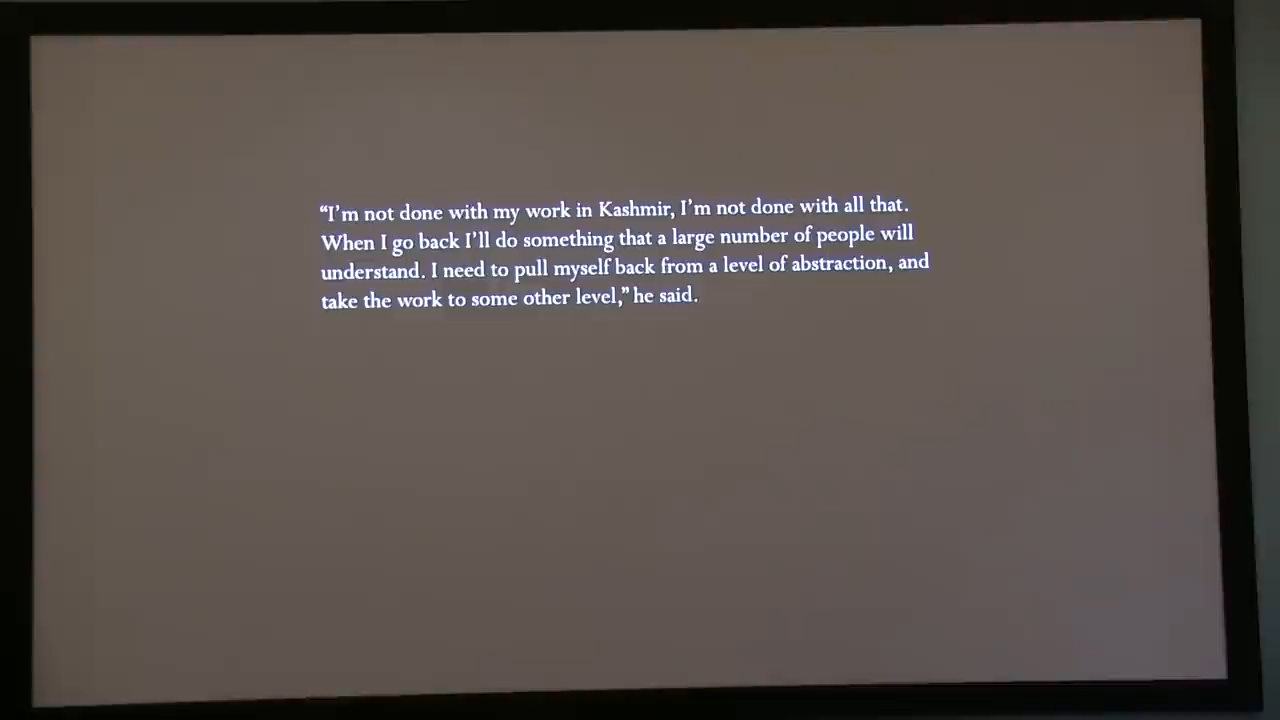 “I’m not done with my work in Kashmir, I’m not done with all that.
When I go back I’ll do something that a large number of people will
understand. I need to pull myself back from a level of abstraction, and
take the work to some other level,” he said.